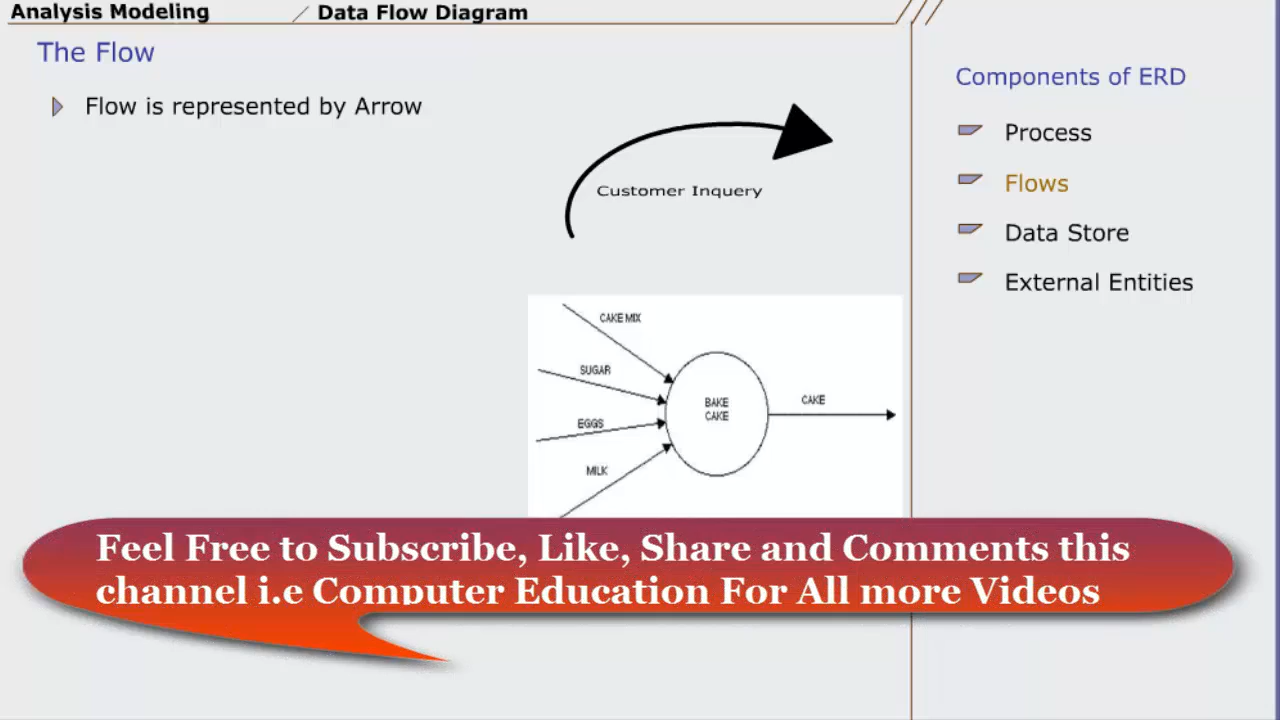 Analysis Modeling
Data Flow Diagram
The Flow
Flow is represented by Arrow
Customer Inquery
CAKE MIX
SUGAR
EGGS
MILK
BAKE
CAKE
CAKE
Components of ERD
Process
Flows
Data Store
External Entities
Feel Free to Subscribe, Like, Share and Comments this
channel i.e Computer Education For All more Videos